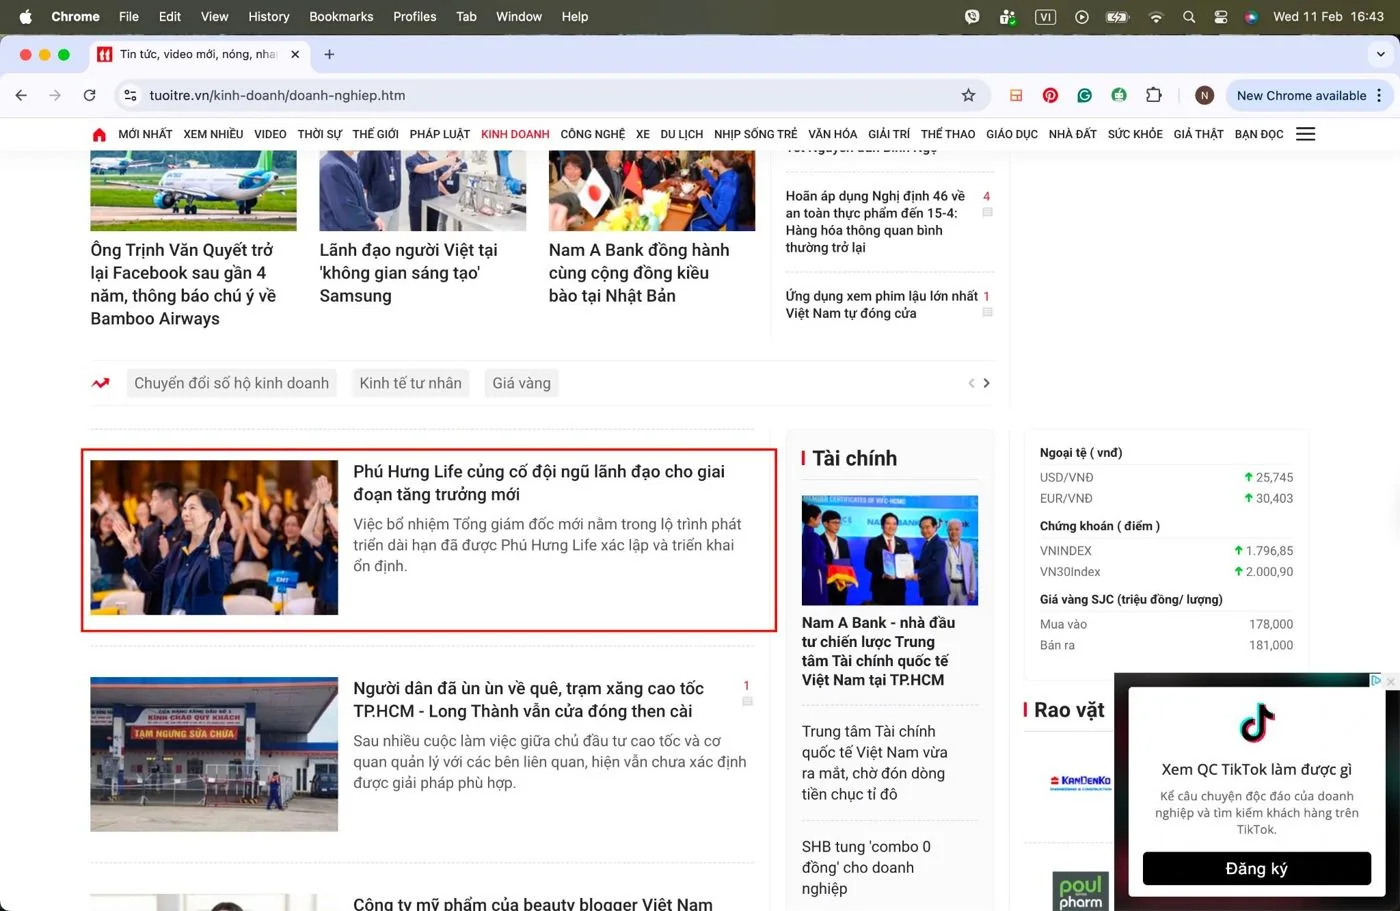 Chrome File Edit View History Bookmarks Profiles Tab Window Help
VI
Wed 11 Feb 16:43
Tin tức, video mới, nóng, nha
tuoitre.vn/kinh-doanh/doanh-nghiep.htm
N
New Chrome available
MỚI NHẤT XEM NHIỀU VIDEO THỜI SỰ THẾ GIỚI PHÁP LUẬT KINH DOANH CÔNG NGHỆ XE DU LỊCH NHỊP SỐNG TRẺ VĂN HÓA GIẢI TRÍ THỂ THAO GIÁO DỤC NHÀ ĐẤT SỨC KHỎE GIẢ THẬT BẠN ĐỌC
Ông Trịnh Văn Quyết trở
lại Facebook sau gần 4
năm, thông báo chú ý về
Bamboo Airways
Lãnh đạo người Việt tại
'không gian sáng tạo'
Samsung
Nam A Bank đồng hành
cùng cộng đồng kiều
bào tại Nhật Bản
Hoãn áp dụng Nghị định 46 về 4
an toàn thực phẩm đến 15-4:
Hàng hóa thông quan bình
thường trở lại
Ứng dụng xem phim lậu lớn nhất 1
Việt Nam tự đóng cửa
Chuyển đổi số hộ kinh doanh
Kinh tế tư nhân
Giá vàng
EMT
Phú Hưng Life củng cố đội ngũ lãnh đạo cho giai
đoạn tăng trưởng mới
Việc bổ nhiệm Tổng giám đốc mới nằm trong lộ trình phát
triển dài hạn đã được Phú Hưng Life xác lập và triển khai
ổn định.
KÍNH CHÀO QUÝ KHÁCH
TẠM NGƯNG SỬA CHỮA
Người dân đã ùn ùn về quê, trạm xăng cao tốc 1
TP.HCM - Long Thành vẫn cửa đóng then cài
Sau nhiều cuộc làm việc giữa chủ đầu tư cao tốc và cơ
quan quản lý với các bên liên quan, hiện vẫn chưa xác định
được giải pháp phù hợp.
Công ty mỹ phẩm của beauty blogger Việt Nam
Tài chính
Nam A Bank - nhà đầu
tư chiến lược Trung
tâm Tài chính quốc tế
Việt Nam tại TP.HCM
Trung tâm Tài chính
quốc tế Việt Nam vừa
ra mắt, chờ đón dòng
tiền chục tỉ đô
SHB tung 'combo 0
đồng' cho doanh
nghiệp
Ngoại tệ ( vnđ)
USD/VNĐ 25,745
EUR/VNĐ 30,403
Chứng khoán ( điểm )
VNINDEX 1.796,85
VN30Index 2.000,90
Giá vàng SJC (triệu đồng/ lượng)
Mua vào 178,000
Bán ra 181,000
Rao vặt
KANDENKO
poul
pharm
Xem QC TikTok làm được gì
Kể câu chuyện độc đáo của doanh
nghiệp và tìm kiếm khách hàng trên
TikTok.
Đăng ký